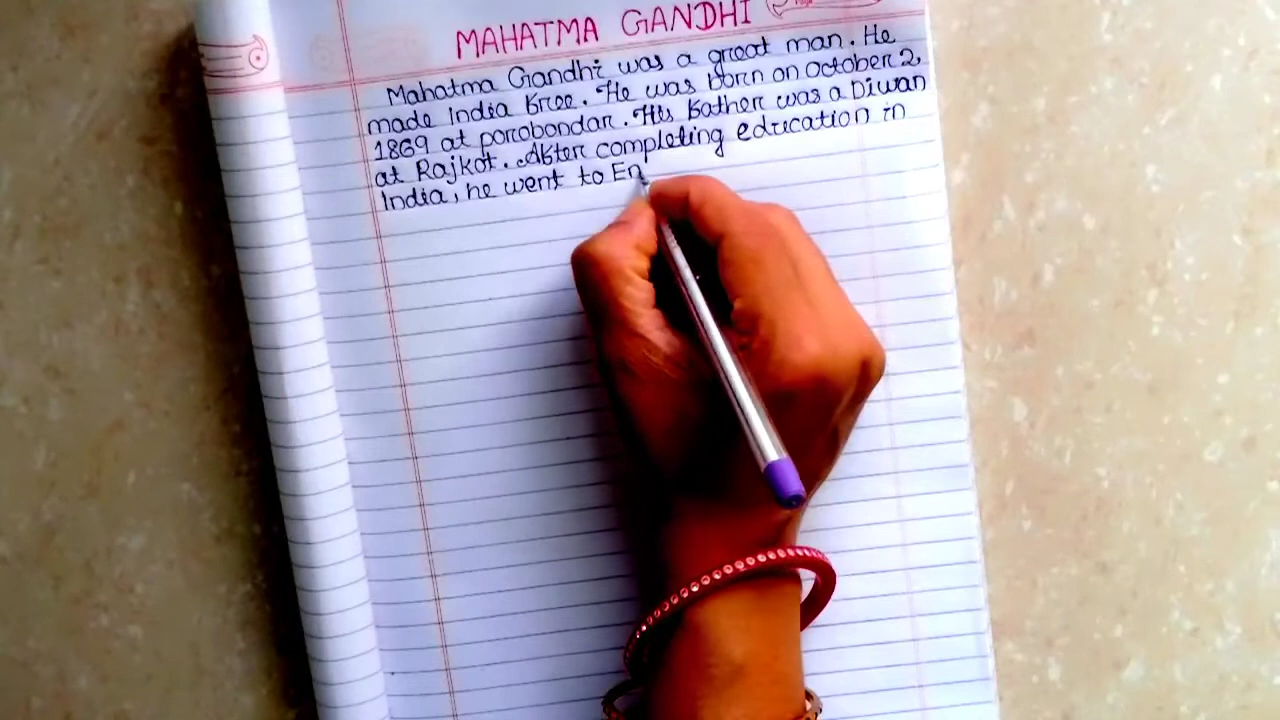 MAHATMA GANDHI
Mahatma Gandhi was a great man. He
made India free. He was born on October 2,
1869 at porobondar. His father was a Diwan
at Rajkot. After completing education in
India, he went to En